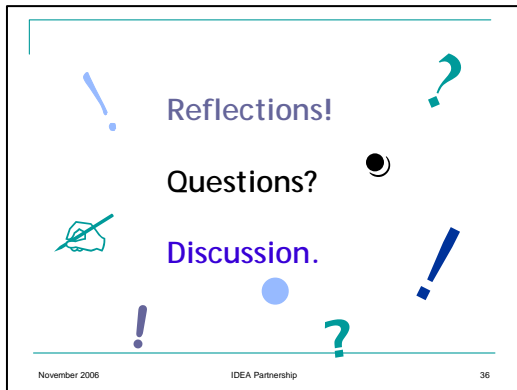 !
?
Reflections!
Questions?
Discussion.
!
!
?
November 2006 IDEA Partnership 36